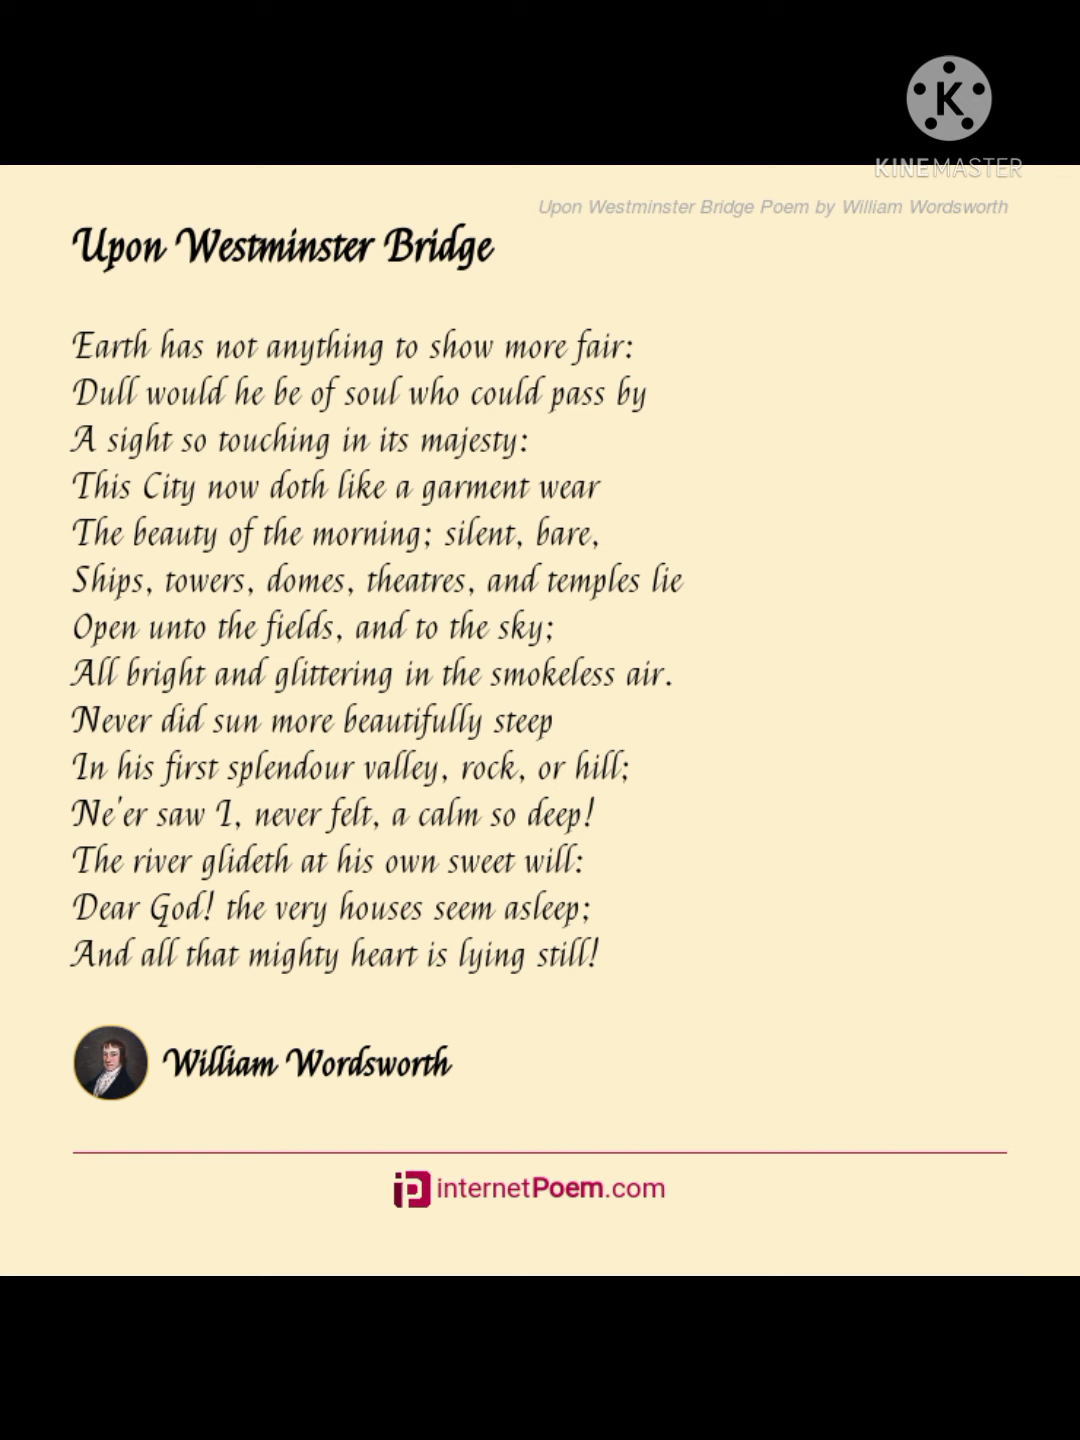 K
KINEMASTER
Upon Westminster Bridge Poem by William Wordsworth
Upon Westminster Bridge
Earth has not anything to show more fair:
Dull would he be of soul who could pass by
A sight so touching in its majesty:
This City now doth like a garment wear
The beauty of the morning; silent, bare,
Ships, towers, domes, theatres, and temples lie
Open unto the fields, and to the sky;
All bright and glittering in the smokeless air.
Never did sun more beautifully steep
In his first splendour valley, rock, or hill;
Ne'er saw I, never felt, a calm so deep!
The river glideth at his own sweet will:
Dear God! the very houses seem asleep;
And all that mighty heart is lying still!
William Wordsworth
ip internetPoem.com